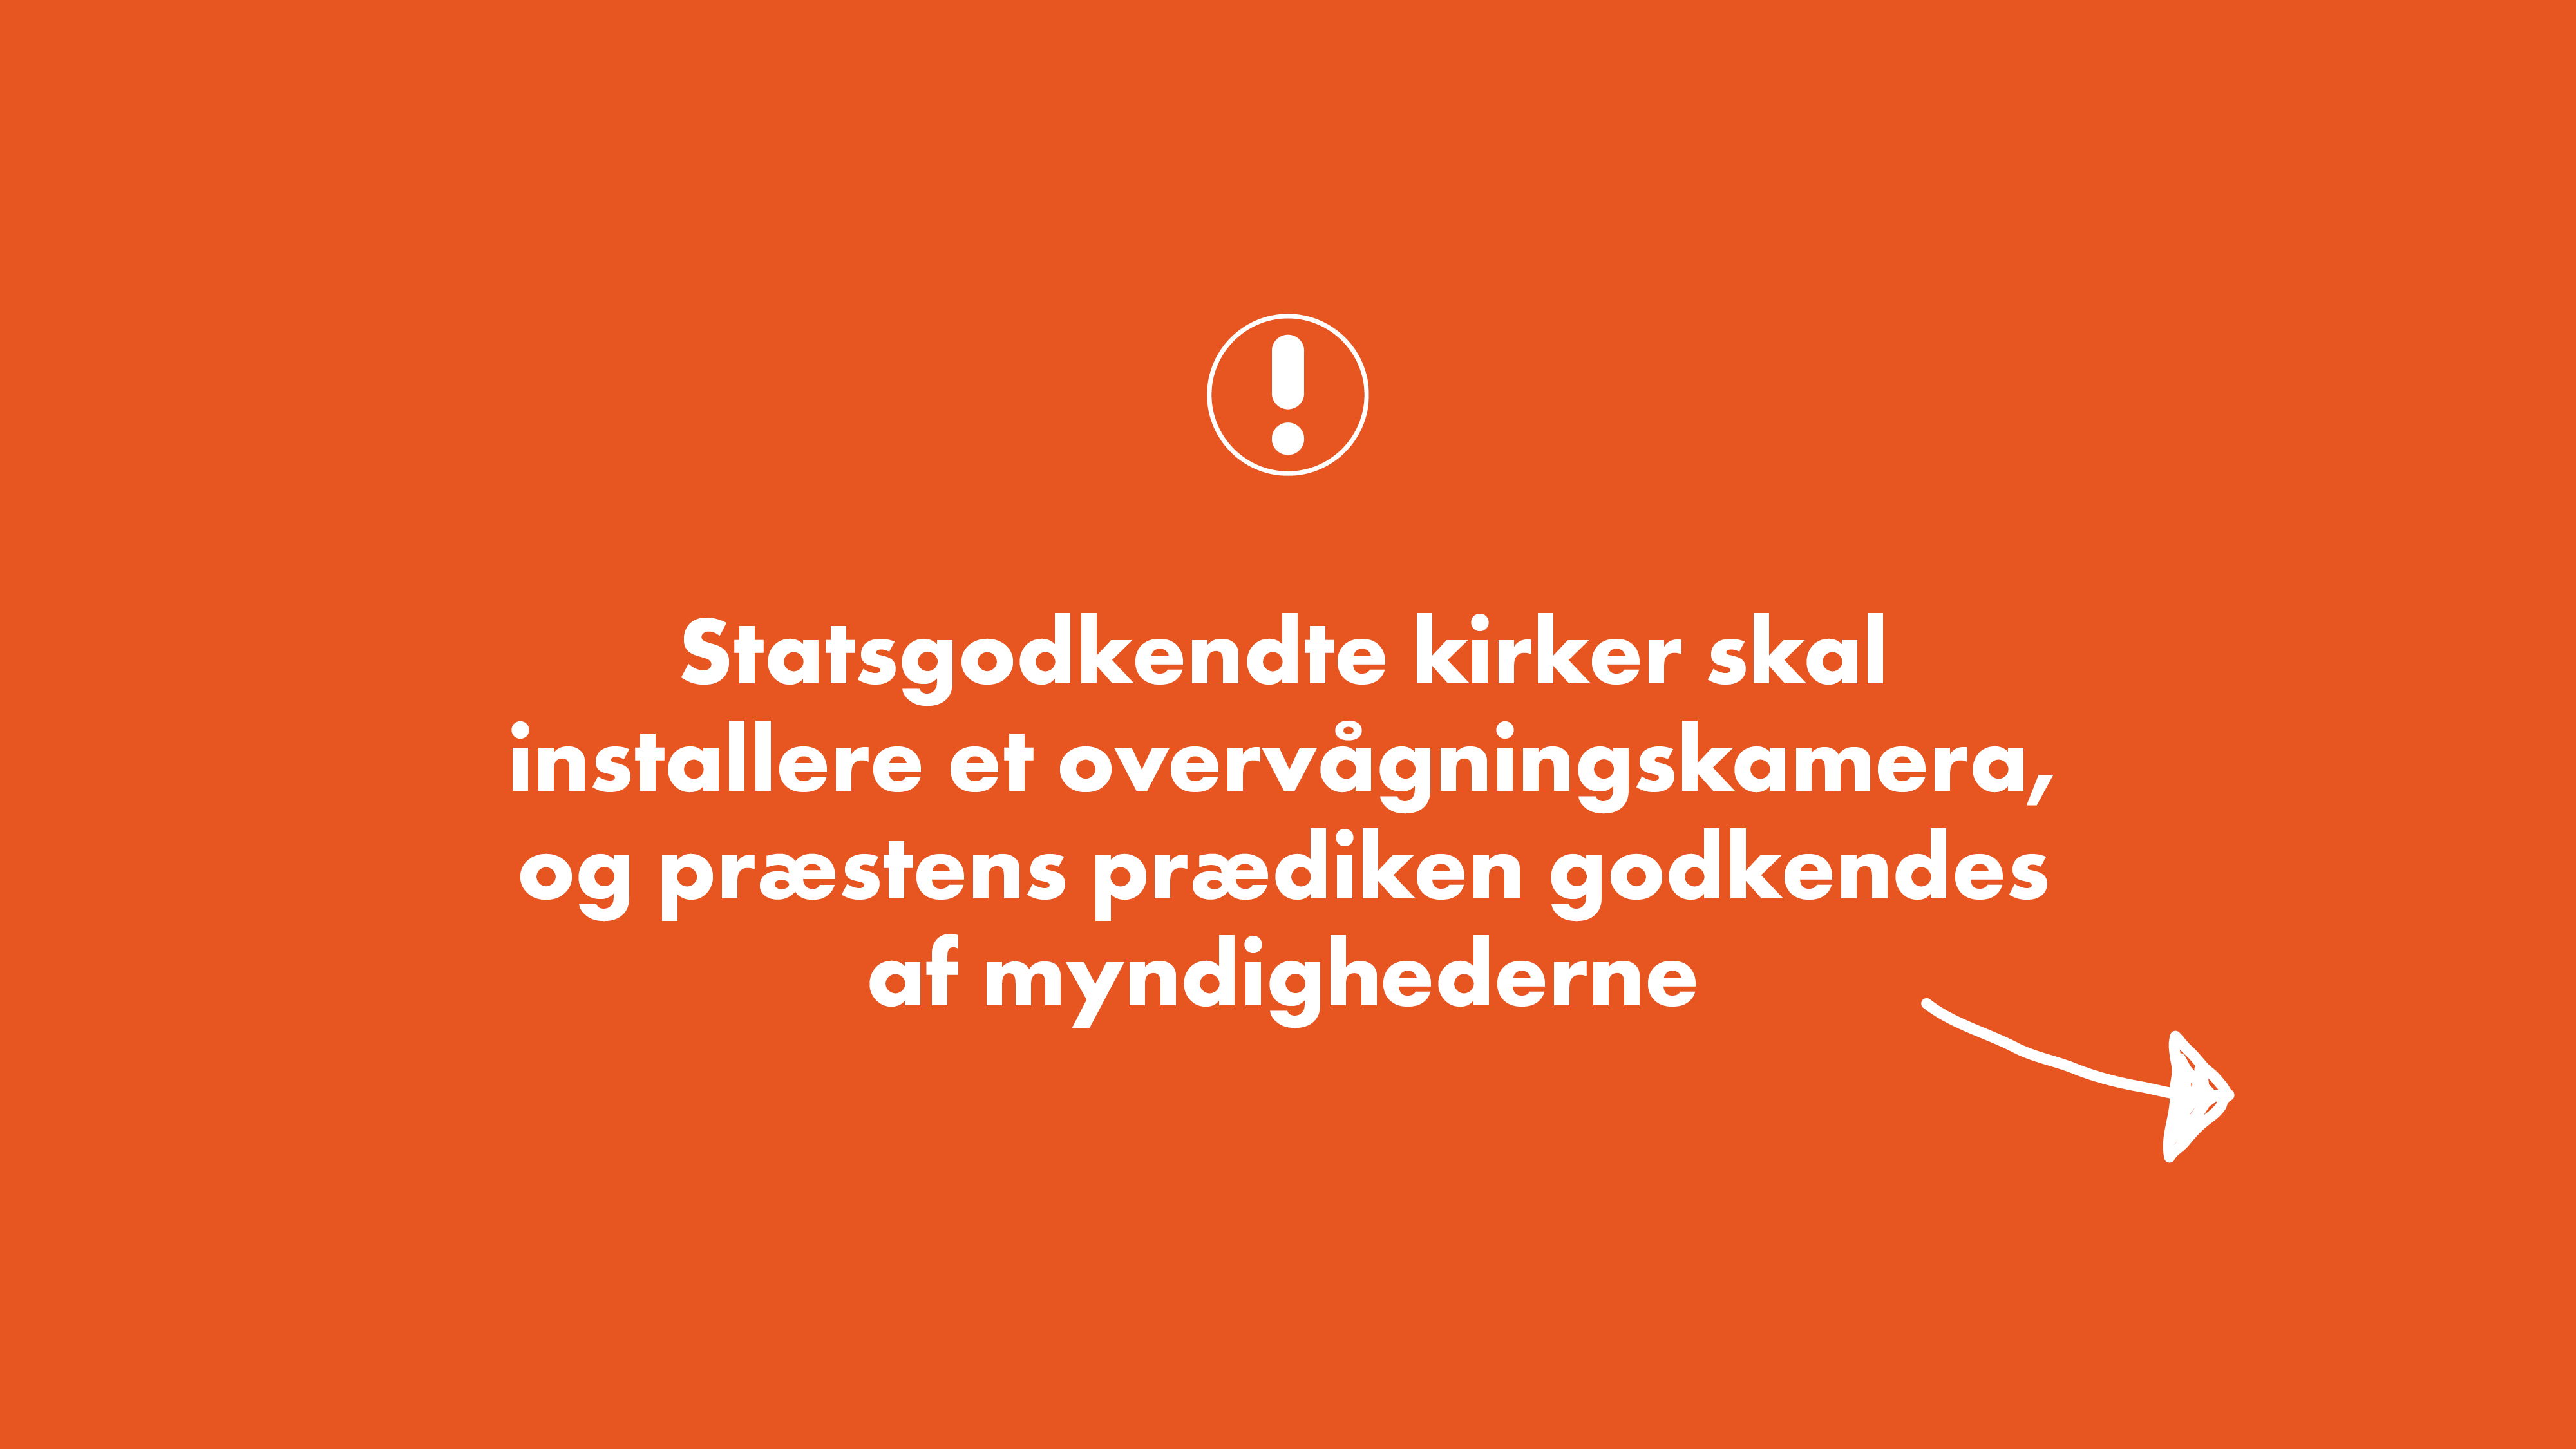 Statsgodkendte kirker skal
installere et overvågningskamera,
og præstens prædiken godkendes
af myndighederne